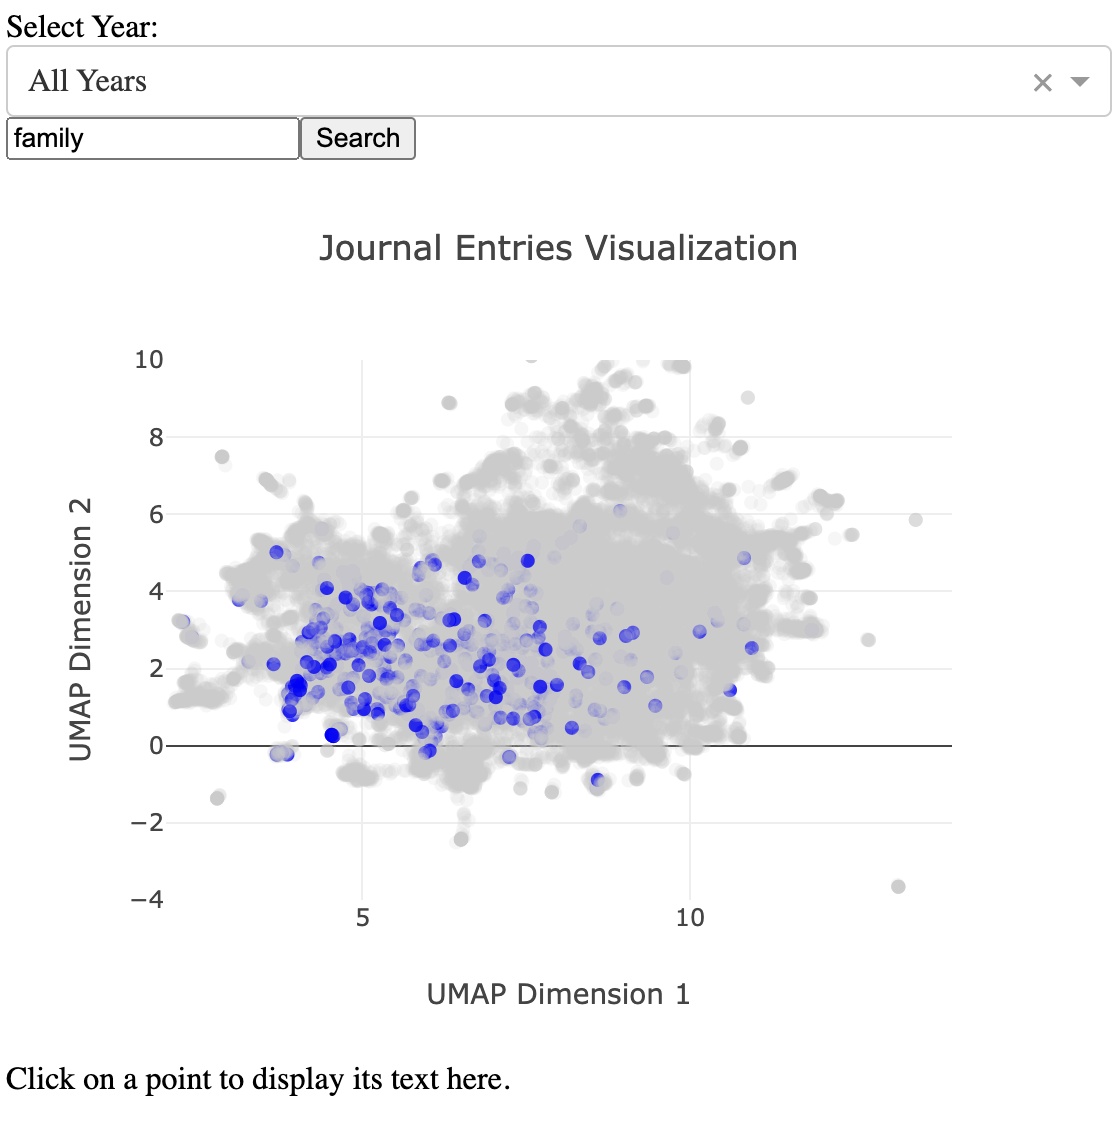 Select Year:
All Years
family Search
Journal Entries Visualization
10
8
6
4
2
0
−2
−4
UMAP Dimension 2
5 10
UMAP Dimension 1
Click on a point to display its text here.